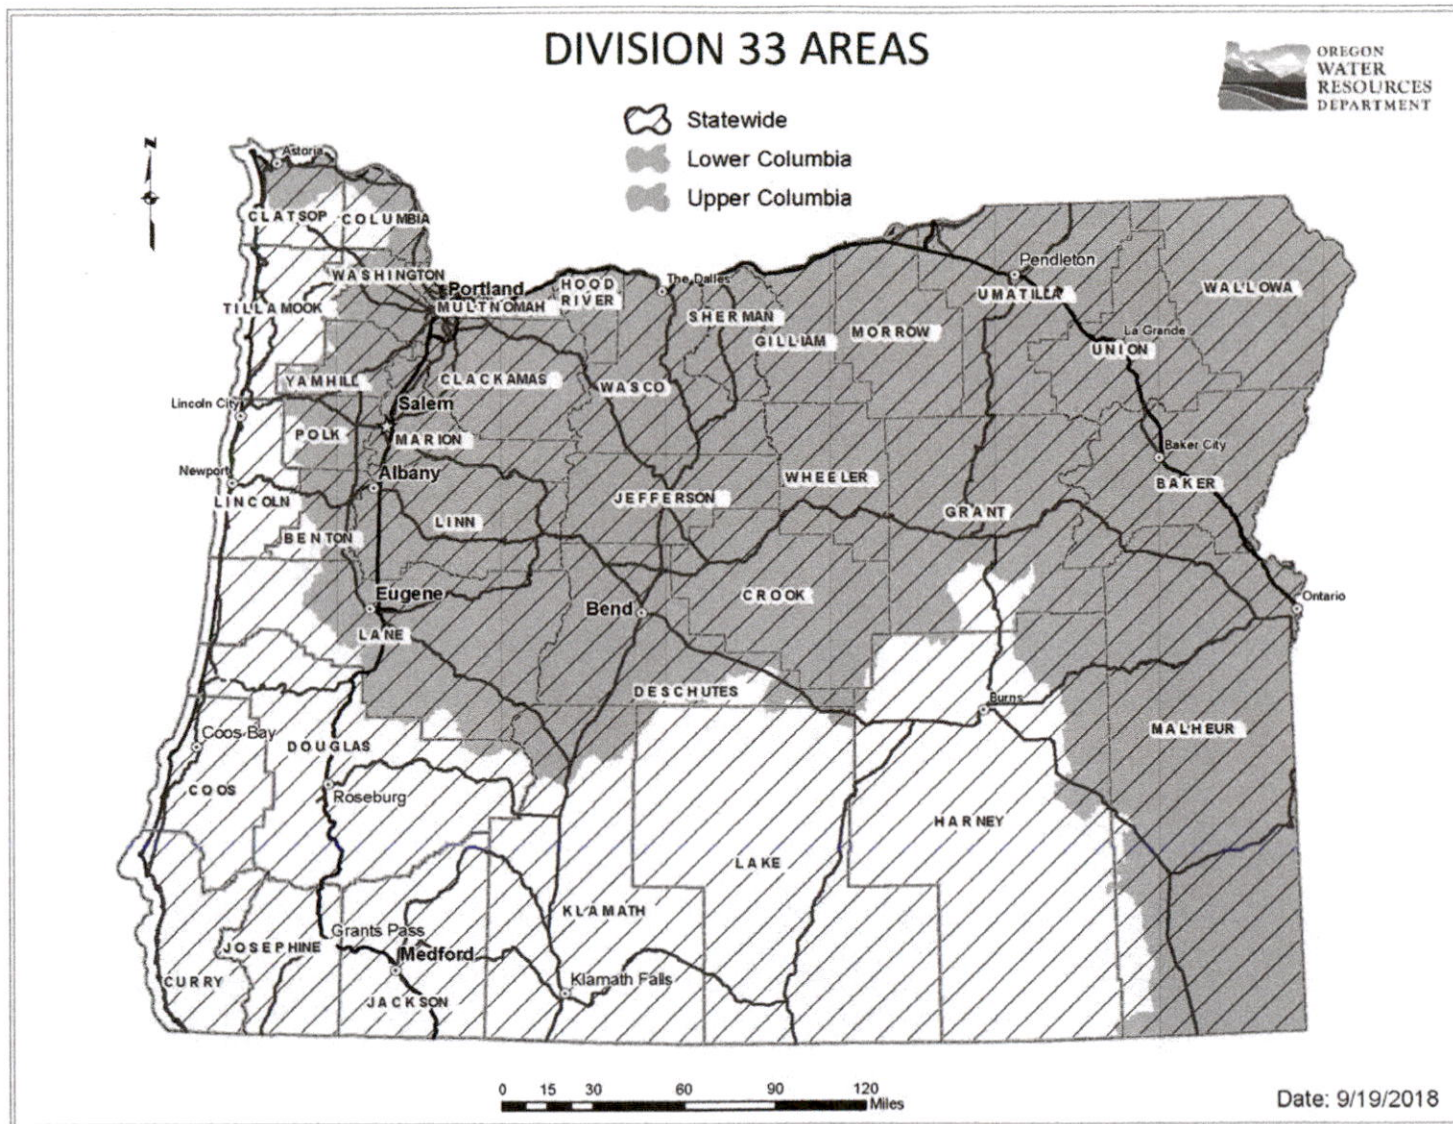 DIVISION 33 AREAS
OREGON
WATER
RESOURCES
DEPARTMENT
Statewide
Lower Columbia
Upper Columbia
N
Astoria
CLATSOP
COLUMBIA
WASHINGTON
Portland
MULTNOMAH
HOOD
RIVER
The Dalles
Pendleton
UMATILLA
WALLOWA
TILLAMOOK
SHERMAN
GILLIAM
MORROW
La Grande
UNION
YAMHILL
CLACKAMAS
WASCO
Lincoln City
Salem
POLK
MARION
Baker City
Newport
Albany
WHEELER
BAKER
LINCOLN
JEFFERSON
LINN
GRANT
BENTON
Eugene
Bend
CROOK
Ontario
LANE
DESCHUTES
Burns
MALHEUR
Coos Bay
DOUGLAS
COOS
Roseburg
HARNEY
LAKE
KLAMATH
Grants Pass
JOSEPHINE
Medford
CURRY
Klamath Falls
JACKSON
0 15 30 60 90 120
Miles
Date: 9/19/2018